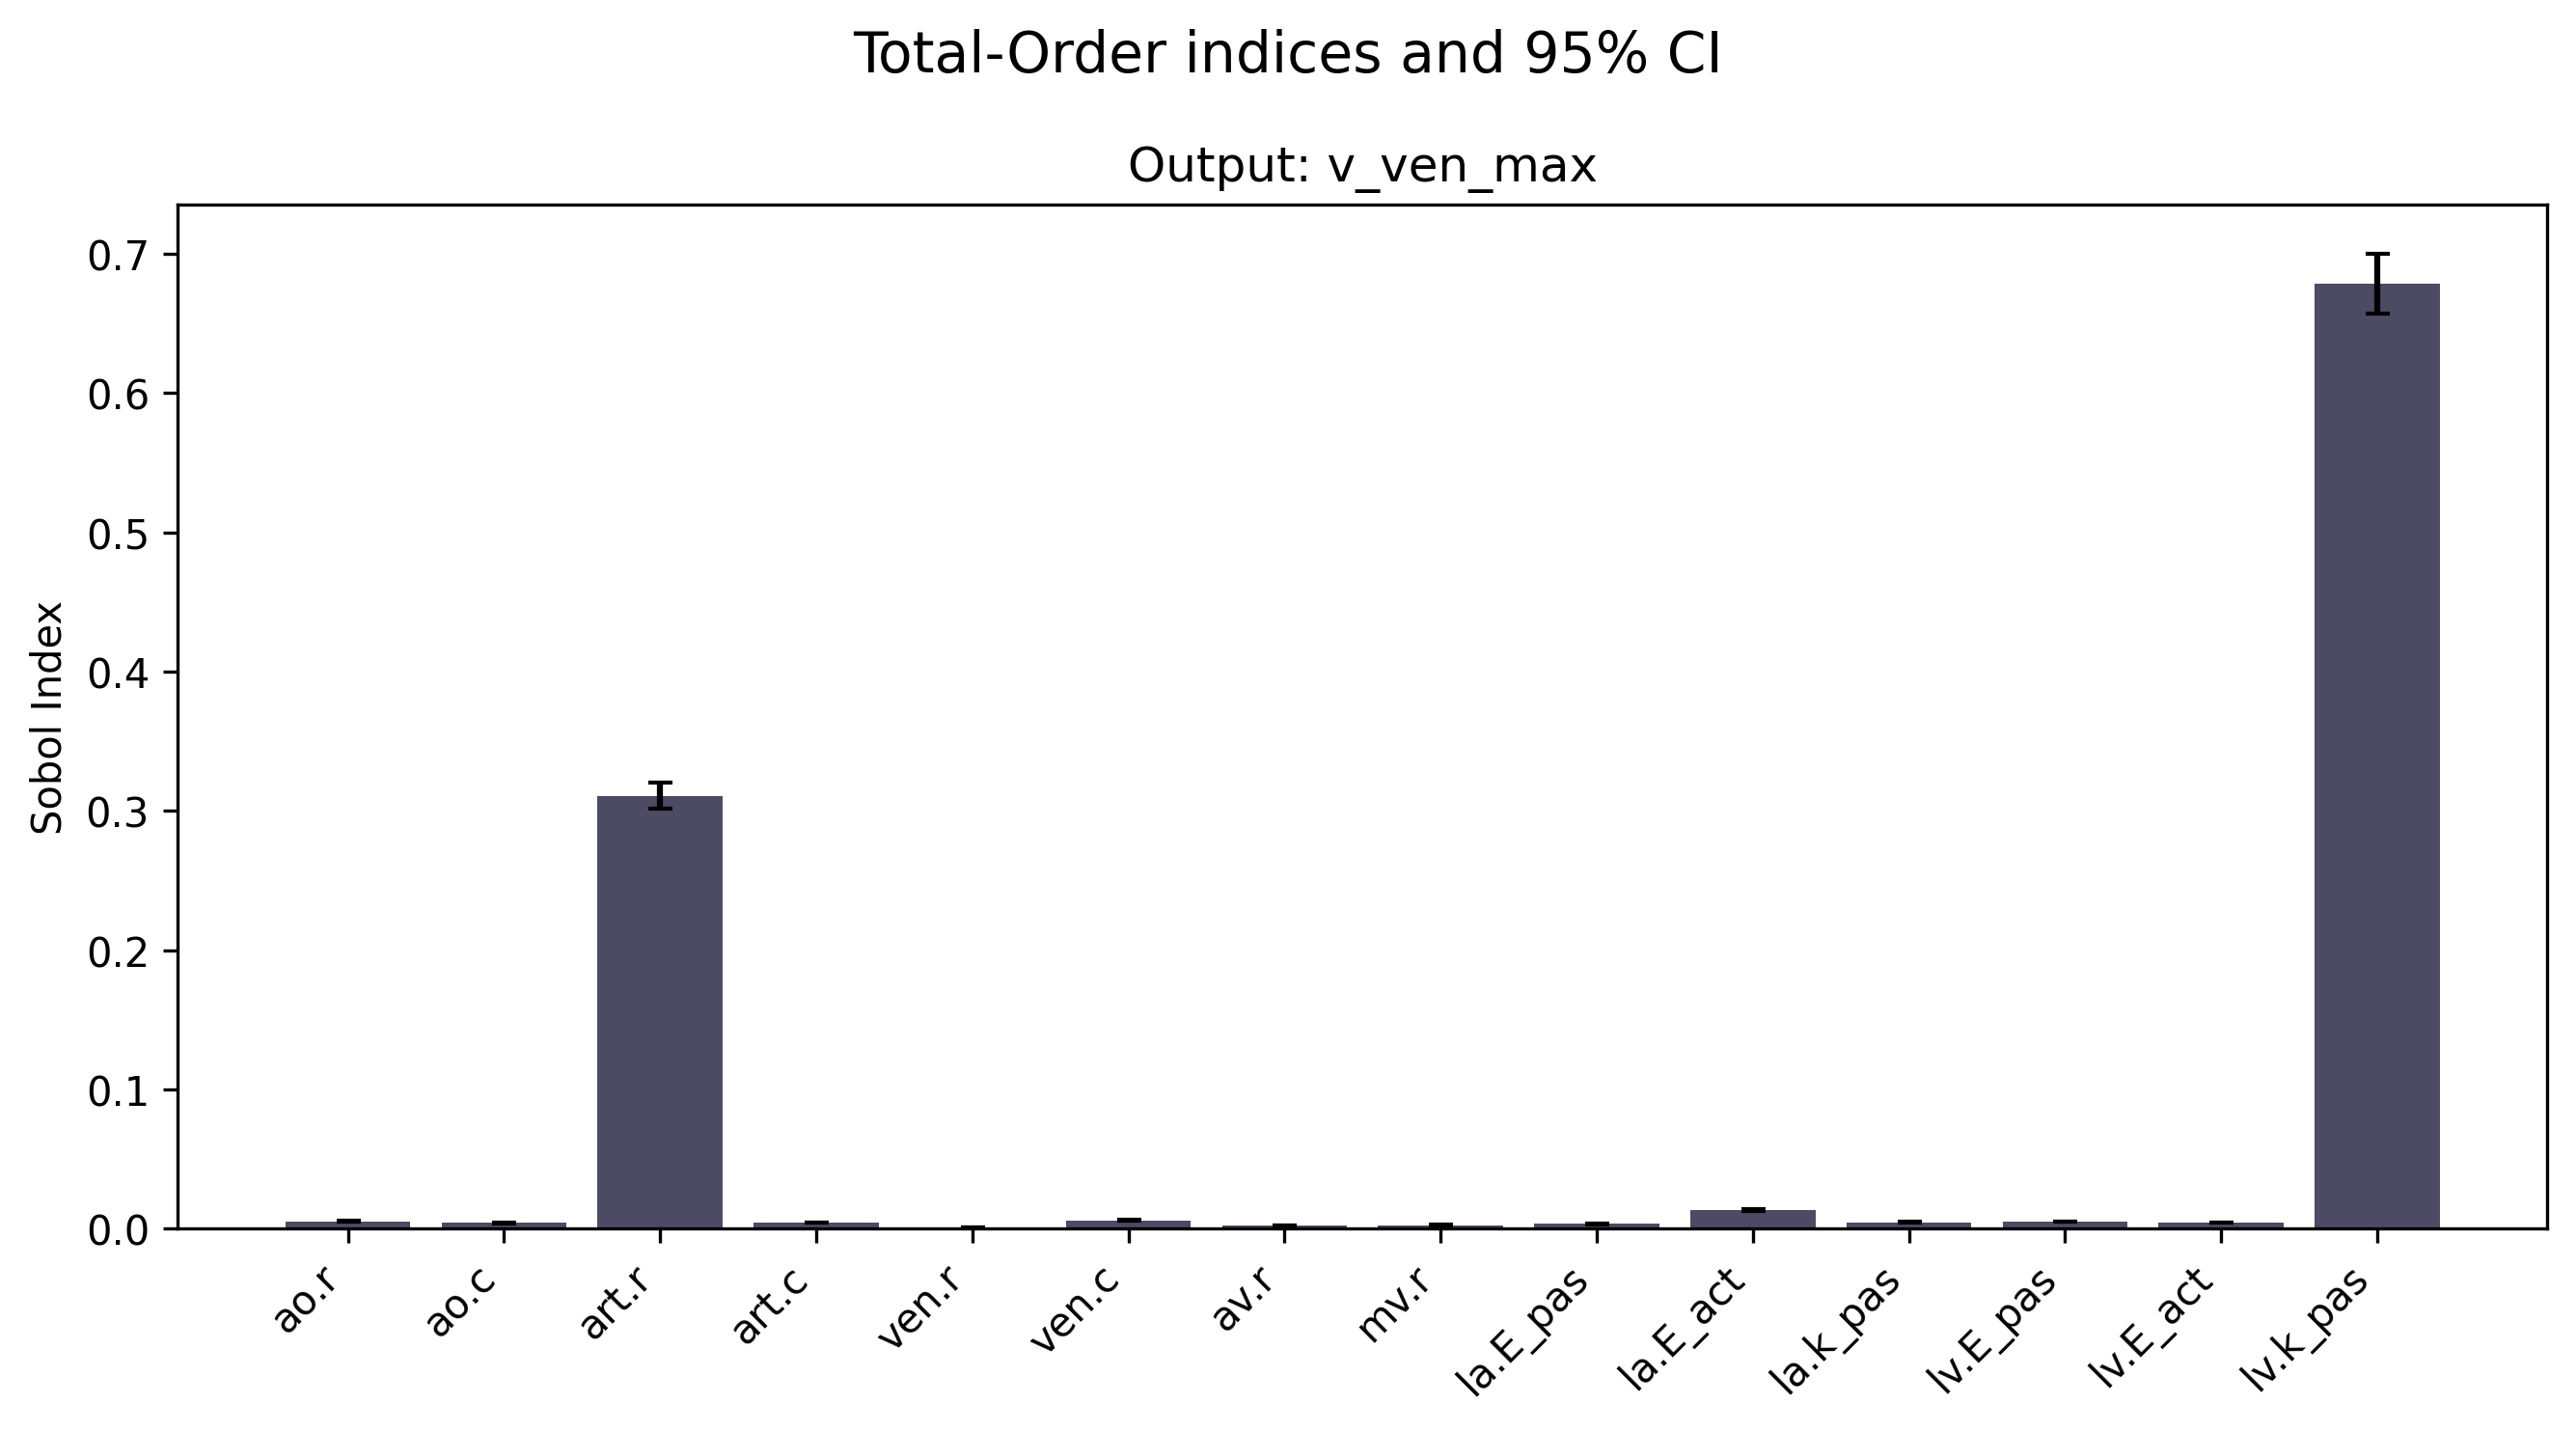 Total-Order indices and 95% CI
Output: v_ven_max
Sobol Index
0.7
0.6
0.5
0.4
0.3
0.2
0.1
0.0
ao.r
ao.c
art.r
art.c
ven.r
ven.c
av.r
mv.r
la.E_pas
la.E_act
la.k_pas
lv.E_pas
lv.E_act
lv.k_pas